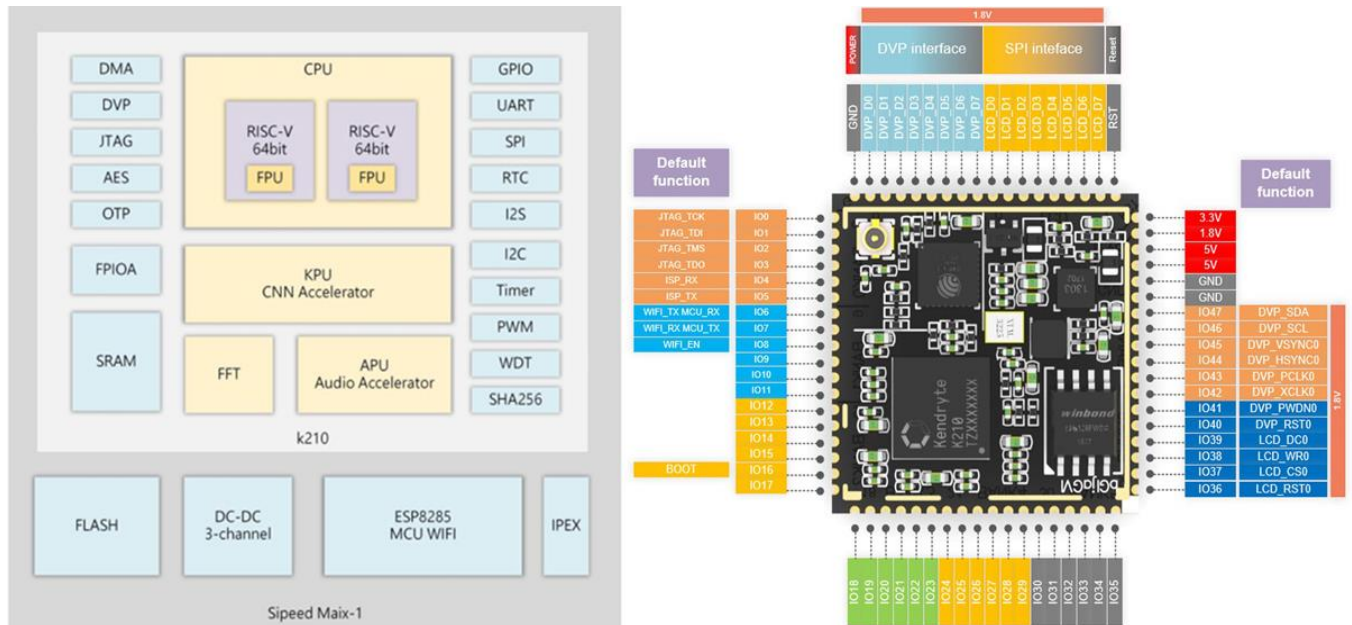 DMA
DVP
JTAG
AES
OTP
FPIOA
SRAM
CPU
RISC-V
64bit
FPU
RISC-V
64bit
FPU
KPU
CNN Accelerator
FFT
APU
Audio Accelerator
GPIO
UART
SPI
RTC
I2S
I2C
Timer
PWM
WDT
SHA256
k210
FLASH
DC-DC
3-channel
ESP8285
MCU WIFI
IPEX
Sipeed Maix-1
1.8V
POWER
DVP interface
SPI inteface
Reset
GND
DVP_D0
DVP_D1
DVP_D2
DVP_D3
DVP_D4
DVP_D5
DVP_D6
DVP_D7
LCD_D0
LCD_D1
LCD_D2
LCD_D3
LCD_D4
LCD_D5
LCD_D6
LCD_D7
RST
Default
function
JTAG_TCK IO0
JTAG_TDI IO1
JTAG_TMS IO2
JTAG_TDO IO3
ISP_RX IO4
ISP_TX IO5
WIFI_TX MCU_RX IO6
WIFI_RX MCU_TX IO7
WIFI_EN IO8
IO9
IO10
IO11
IO12
IO13
IO14
IO15
BOOT IO16
IO17
Kendryte
K210
TZXXXXXXX
winbond
Default
function
3.3V
1.8V
5V
5V
GND
GND
IO47 DVP_SDA
IO46 DVP_SCL
IO45 DVP_VSYNC0
IO44 DVP_HSYNC0
IO43 DVP_PCLK0
IO42 DVP_XCLK0
IO41 DVP_PWDN0
IO40 DVP_RST0
IO39 LCD_DC0
IO38 LCD_WR0
IO37 LCD_CS0
IO36 LCD_RST0
1.8V
IO18
IO19
IO20
IO21
IO22
IO23
IO24
IO25
IO26
IO27
IO28
IO29
IO30
IO31
IO32
IO33
IO34
IO35